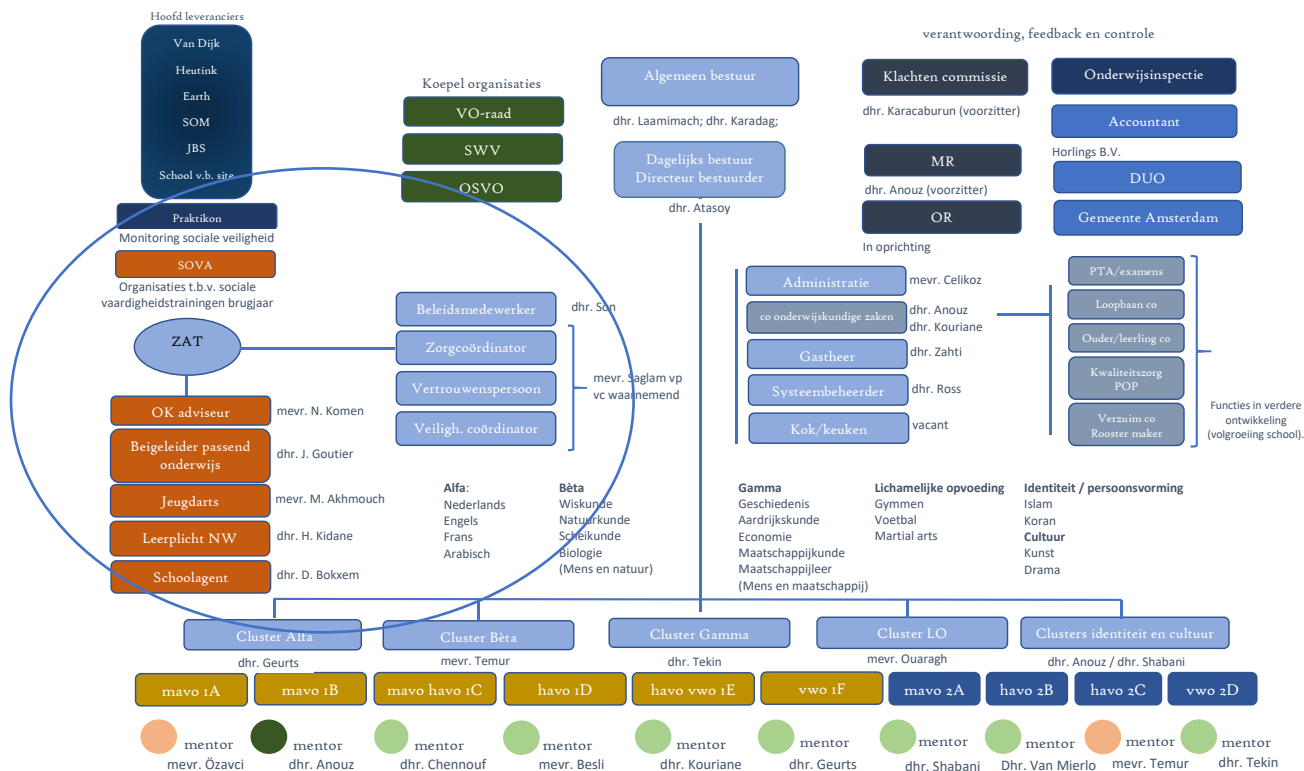 Hoofd leveranciers
Van Dijk
Heutink
Earth
SOM
JBS
School v.b. site
Praktikon
Monitoring sociale veiligheid
SOVA
Organisaties t.b.v. sociale
vaardigheidstrainingen brugjaar
ZAT
OK adviseur
mevr. N. Komen
Beigeleider passend
onderwijs
dhr. J. Goutier
Jeugdarts
mevr. M. Akhmouch
Leerplicht NW
dhr. H. Kidane
Schoolagent
dhr. D. Bokxem
Koepel organisaties
VO-raad
SWV
OSVO
Beleidsmedewerker
dhr. Son
Zorgcoördinator
Vertrouwenspersoon
Veiligh. coördinator
mevr. Saglam vp
vc waarnemend
Algemeen bestuur
dhr. Laamimach; dhr. Karadag;
Dagelijks bestuur
Directeur bestuurder
dhr. Atasoy
verantwoording, feedback en controle
Klachten commissie
dhr. Karacaburun (voorzitter)
MR
dhr. Anouz (voorzitter)
OR
In oprichting
Onderwijsinspectie
Accountant
Horlings B.V.
DUO
Gemeente Amsterdam
Administratie
mevr. Celikoz
co onderwijskundige zaken
dhr. Anouz
dhr. Kouriane
Gastheer
dhr. Zahti
Systeembeheerder
dhr. Ross
Kok/keuken
vacant
PTA/examens
Loopbaan co
Ouder/leerling co
Kwaliteitszorg
POP
Verzuim co
Rooster maker
Functies in verdere
ontwikkeling
(volgroeiing school).
Alfa:
Nederlands
Engels
Frans
Arabisch
Bèta
Wiskunde
Natuurkunde
Scheikunde
Biologie
(Mens en natuur)
Gamma
Geschiedenis
Aardrijkskunde
Economie
Maatschappijkunde
Maatschappijleer
(Mens en maatschappij)
Lichamelijke opvoeding
Gymmen
Voetbal
Martial arts
Identiteit / persoonsvorming
Islam
Koran
Cultuur
Kunst
Drama
Cluster Alfa
dhr. Geurts
Cluster Bèta
mevr. Temur
Cluster Gamma
dhr. Tekin
Cluster LO
mevr. Ouaragh
Clusters identiteit en cultuur
dhr. Anouz / dhr. Shabani
mavo 1A
mavo 1B
mavo havo 1C
havo 1D
havo vwo 1E
vwo 1F
mavo 2A
havo 2B
havo 2C
vwo 2D
mentor
mevr. Özavci
mentor
dhr. Anouz
mentor
dhr. Chennouf
mentor
mevr. Besli
mentor
dhr. Kouriane
mentor
dhr. Geurts
mentor
dhr. Shabani
mentor
Dhr. Van Mierlo
mentor
mevr. Temur
mentor
dhr. Tekin